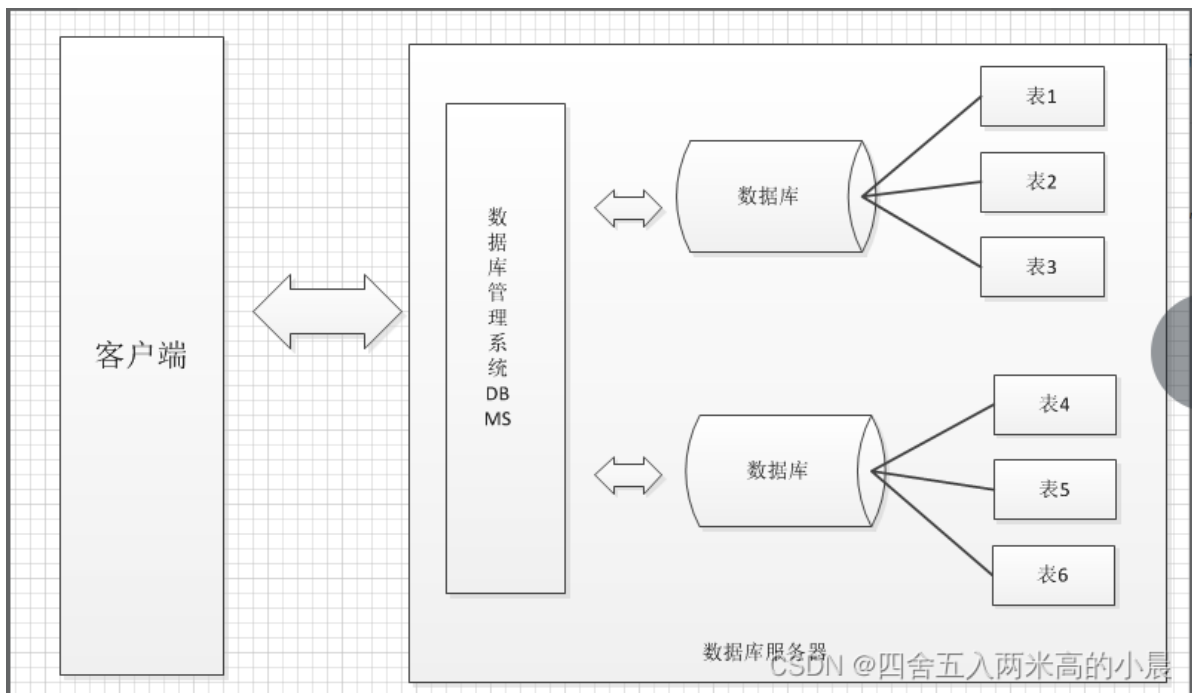 客户端
数
据
库
管
理
系
统
DB
MS
数据库
表1
表2
表3
数据库
表4
表5
表6
数据库服务器
CSDN @四舍五入两米高的小晨